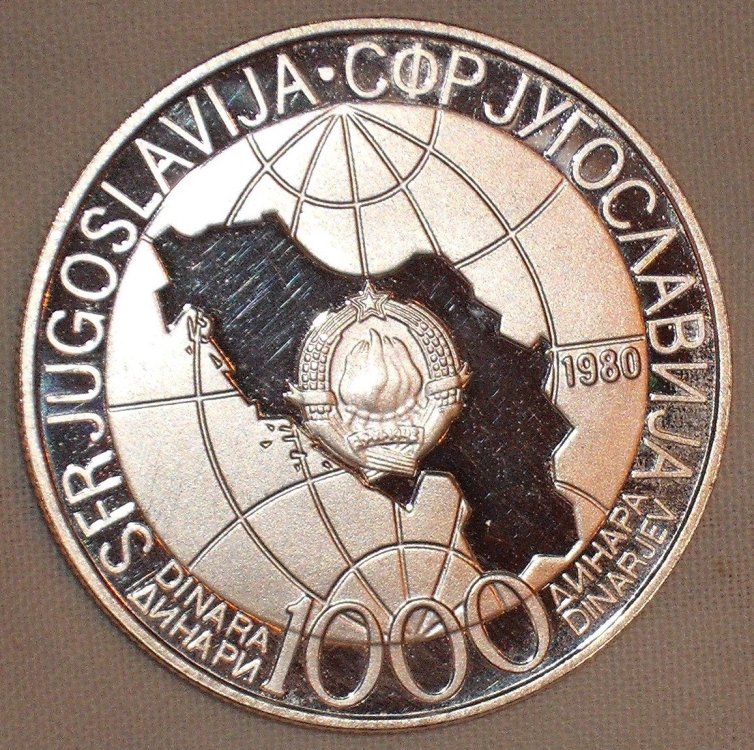 SFR JUGOSLAVIJA · СФР ЈУГОСЛАВИЈА
1980
DINARA
ДИНАРИ
1000
ДИНАРА
DINARJEV